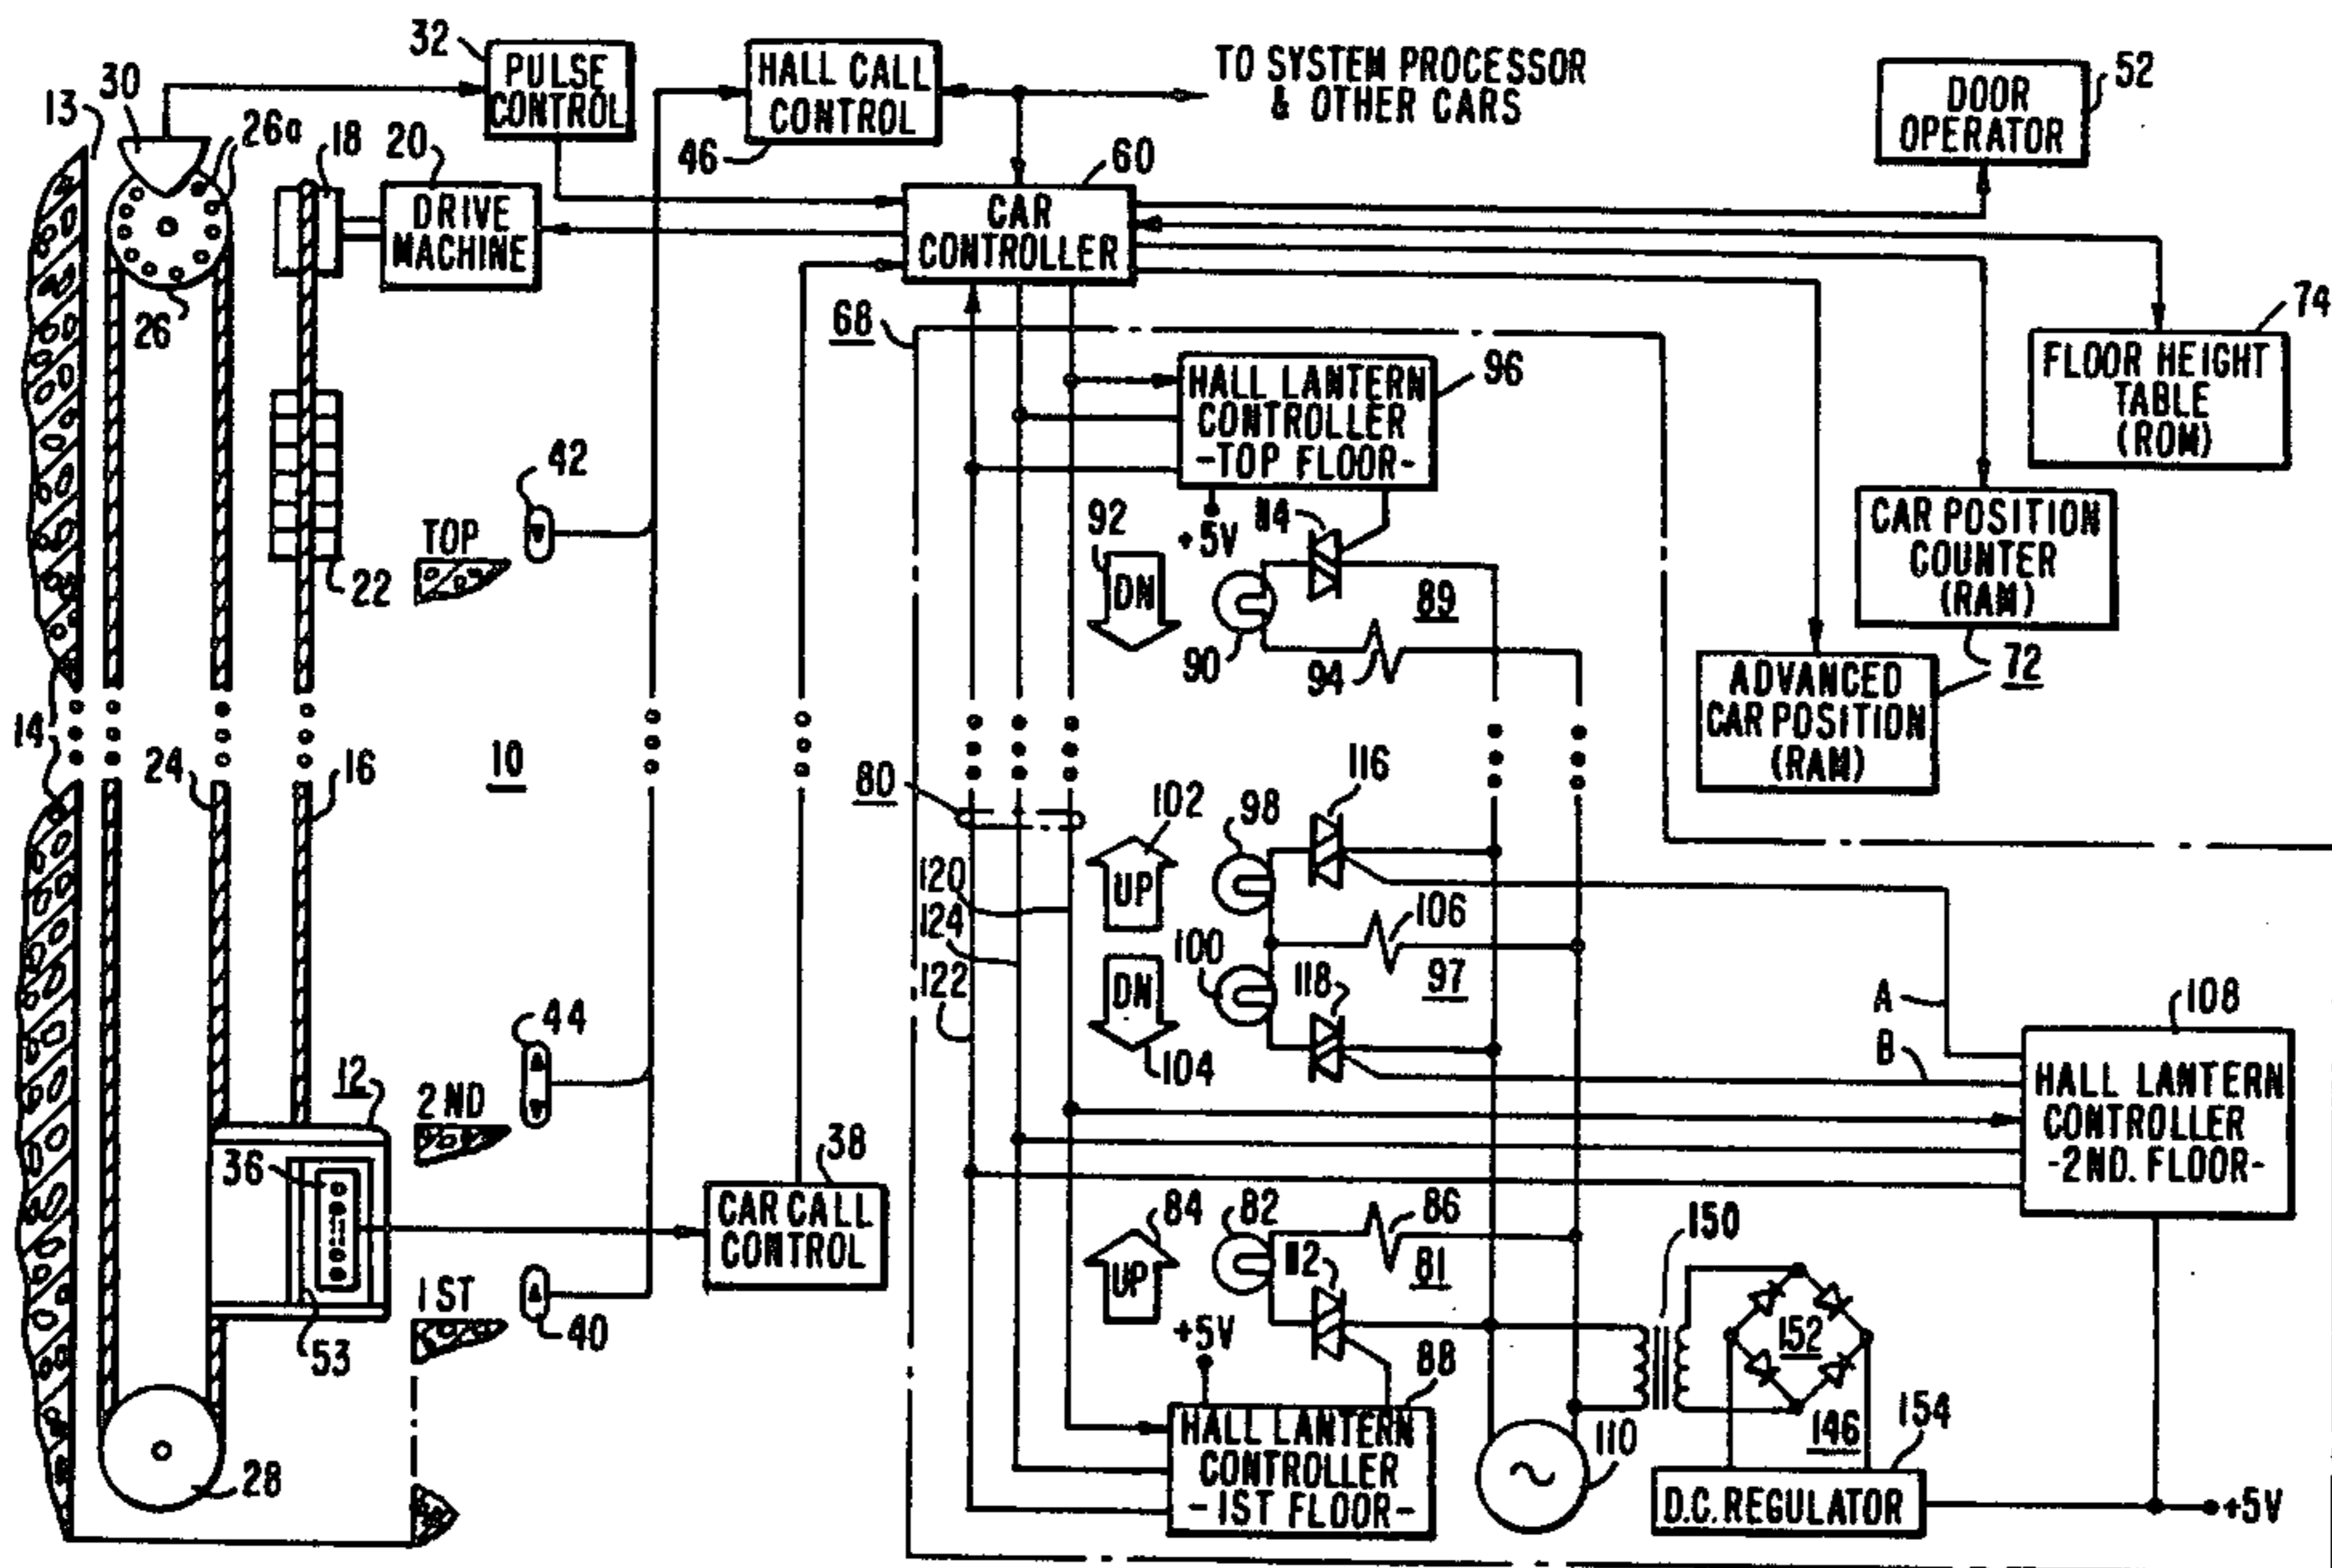 32
PULSE
CONTROL
HALL CALL
CONTROL
46
TO SYSTEM PROCESSOR
& OTHER CARS
DOOR
OPERATOR
52
13
30
26a
18
20
DRIVE
MACHINE
60
CAR
CONTROLLER
26
68
74
FLOOR HEIGHT
TABLE
(ROM)
HALL LANTERN
CONTROLLER
-TOP FLOOR-
96
42
TOP
22
92
DN
+5V
114
89
90
94
CAR POSITION
COUNTER
(RAM)
72
ADVANCED
CAR POSITION
(RAM)
14
24
16
10
80
116
102
98
UP
120
124
122
106
100
97
DN
118
104
A
B
108
HALL LANTERN
CONTROLLER
-2ND. FLOOR-
44
12
2ND
36
38
CAR CALL
CONTROL
84
UP
82
86
112
81
150
1ST
40
53
+5V
88
152
146
154
28
HALL LANTERN
CONTROLLER
-1ST FLOOR-
110
D.C. REGULATOR
+5V